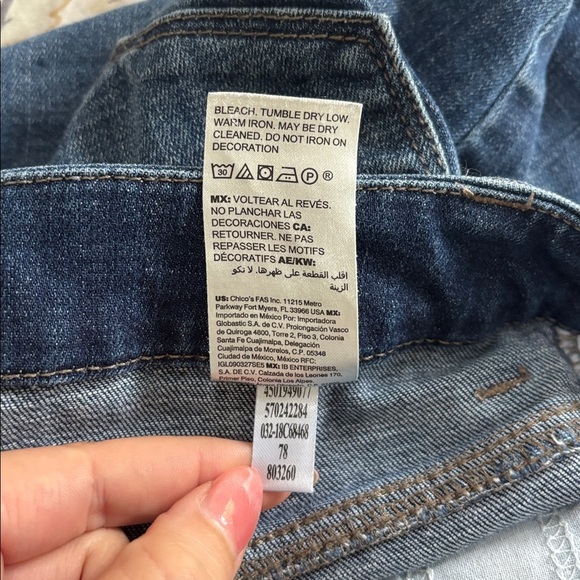 BLEACH. TUMBLE DRY LOW.
WARM IRON. MAY BE DRY
CLEANED. DO NOT IRON ON
DECORATION
30 P ®
MX: VOLTEAR AL REVÉS.
NO PLANCHAR LAS
DECORACIONES CA:
RETOURNER. NE PAS
REPASSER LES MOTIFS
DÉCORATIFS AE/KW:
اقلب القطعة على ظهرها. لا تكو
الزينة
US: Chico's FAS Inc. 11215 Metro
Parkway Fort Myers, FL 33966 USA MX:
Importado en México Por: Importadora
Globastic S.A. de C.V. Prolongación Vasco
de Quiroga 4800, Torre 2, Piso 3, Colonia
Santa Fe Cuajimalpa, Delegación
Cuajimalpa de Morelos, C.P. 05348
Ciudad de México, México RFC:
IGL0903275E5 MX: IB ENTERPRISES,
S.A. DE C.V. Calzada de los Leones 170,
Primer Piso, Colonia Los Alpes,
4501949077
570242284
032-18C68468
78
803260